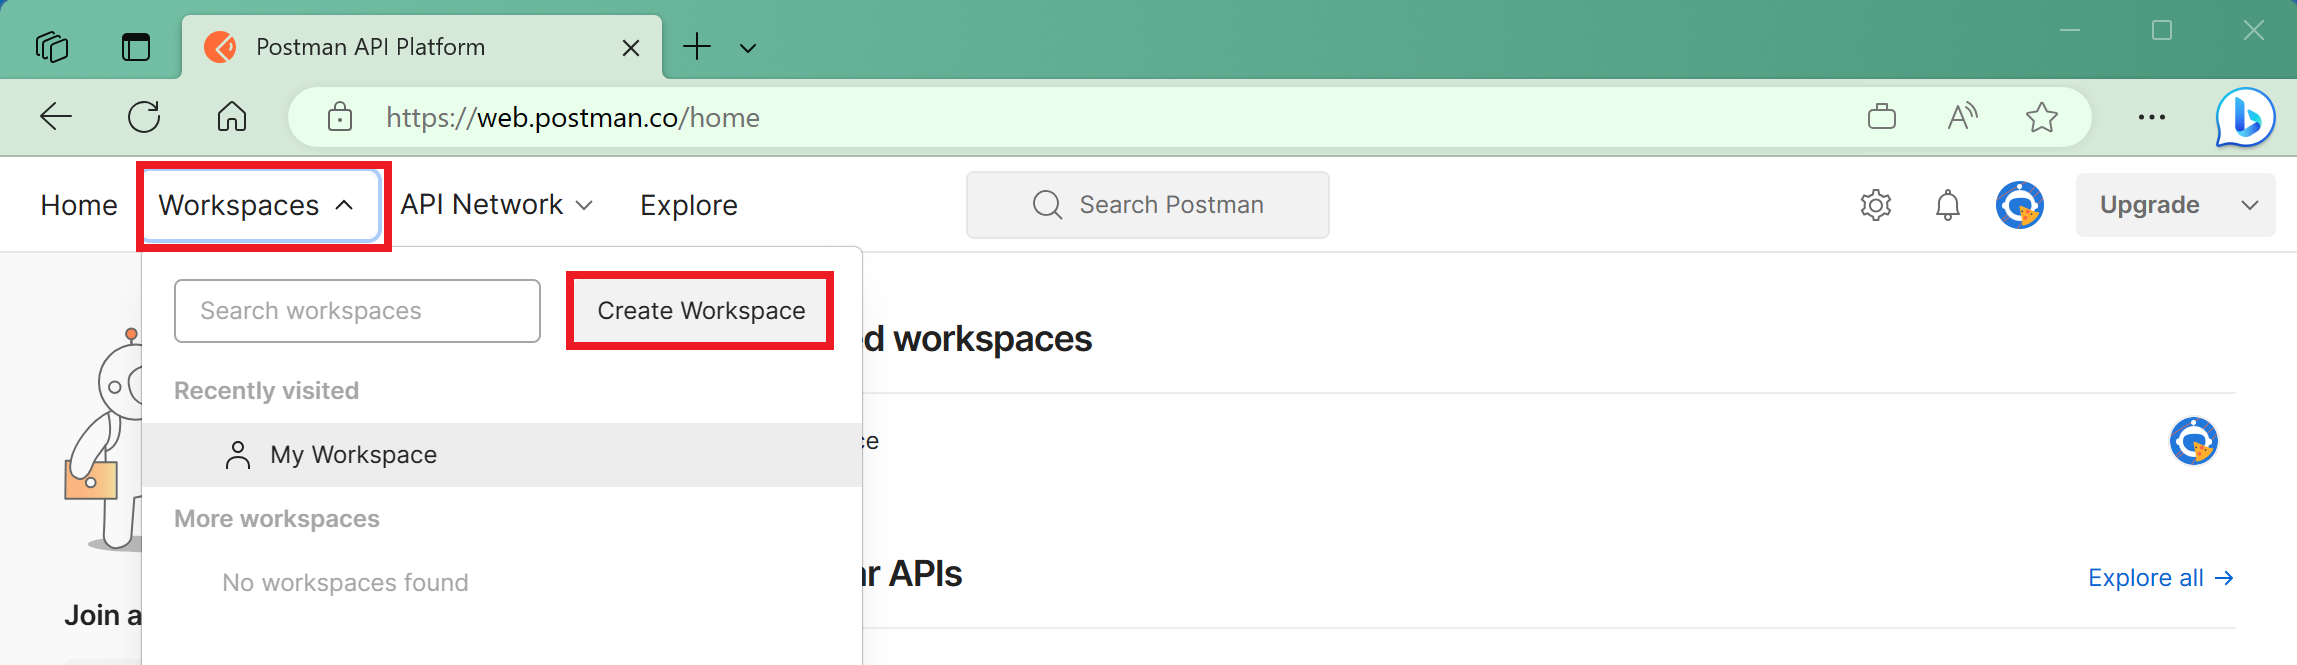 Postman API Platform
https://web.postman.co/home
Home Workspaces API Network Explore Search Postman Upgrade
Search workspaces Create Workspace
d workspaces
Recently visited
My Workspace
ce
More workspaces
r APIs
Explore all →
No workspaces found
Join a